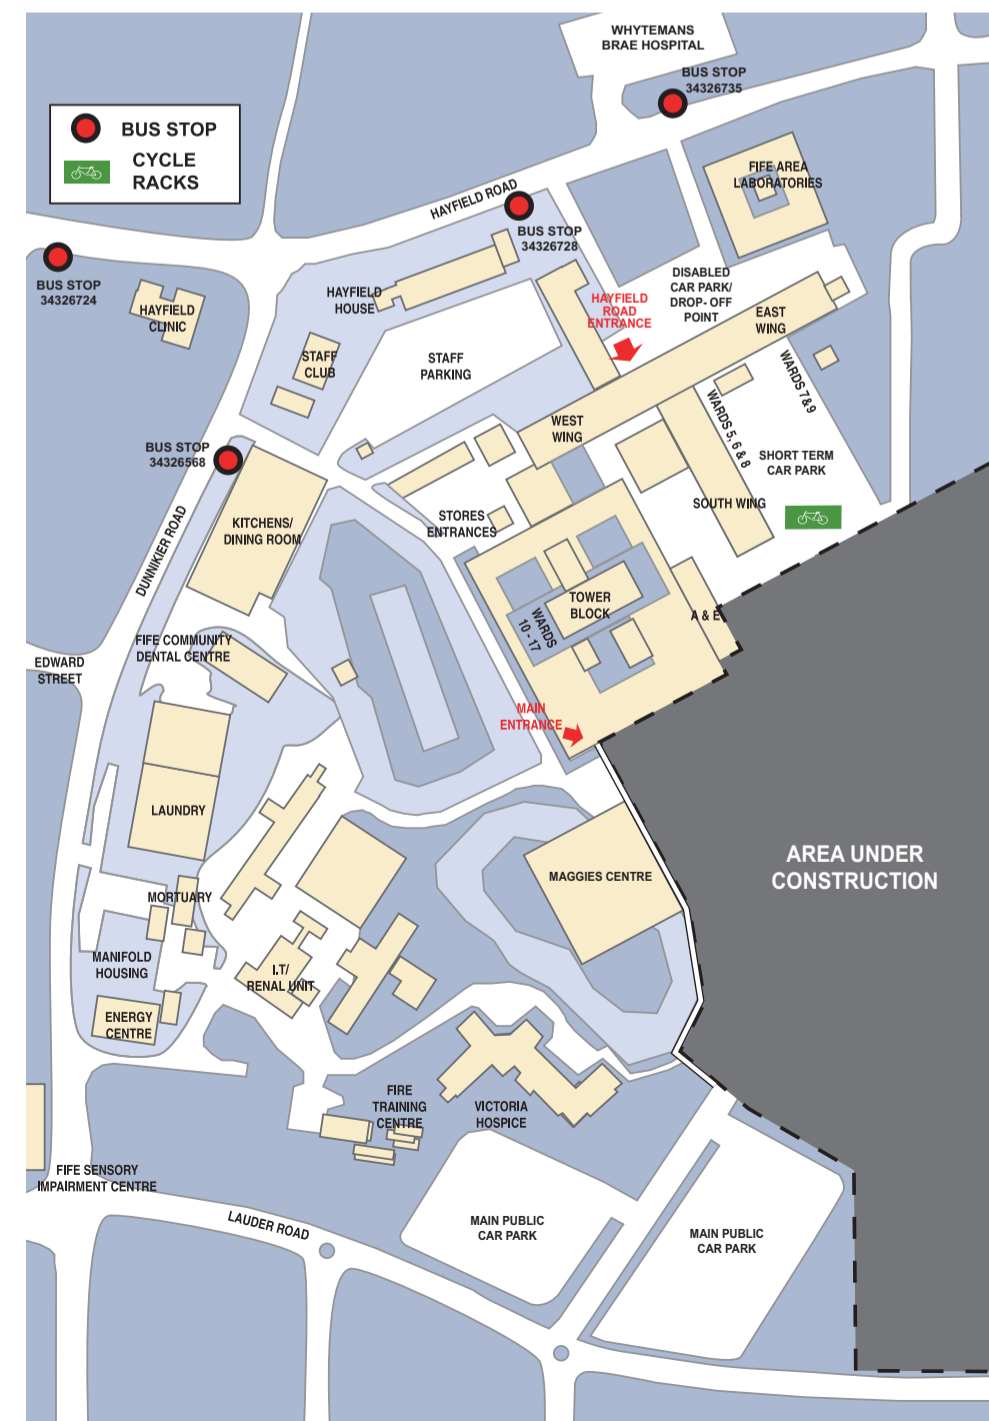 WHYTEMANS
BRAE HOSPITAL
BUS STOP
34326735
BUS STOP
CYCLE
RACKS
FIFE AREA
LABORATORIES
HAYFIELD ROAD
BUS STOP
34326728
BUS STOP
34326724
HAYFIELD
CLINIC
HAYFIELD
HOUSE
DISABLED
CAR PARK/
DROP- OFF
POINT
HAYFIELD
ROAD
ENTRANCE
EAST
WING
STAFF
CLUB
STAFF
PARKING
WARDS 7&9
WARDS 5, 6 & 8
WEST
WING
BUS STOP
34326568
SHORT TERM
CAR PARK
SOUTH WING
KITCHENS/
DINING ROOM
STORES
ENTRANCES
DUNNIKIER ROAD
TOWER
BLOCK
WARDS
10 - 17
A & E
FIFE COMMUNITY
DENTAL CENTRE
EDWARD
STREET
MAIN
ENTRANCE
LAUNDRY
AREA UNDER
CONSTRUCTION
MAGGIES CENTRE
MORTUARY
MANIFOLD
HOUSING
I.T/
RENAL UNIT
ENERGY
CENTRE
FIRE
TRAINING
CENTRE
VICTORIA
HOSPICE
FIFE SENSORY
IMPAIRMENT CENTRE
LAUDER ROAD
MAIN PUBLIC
CAR PARK
MAIN PUBLIC
CAR PARK